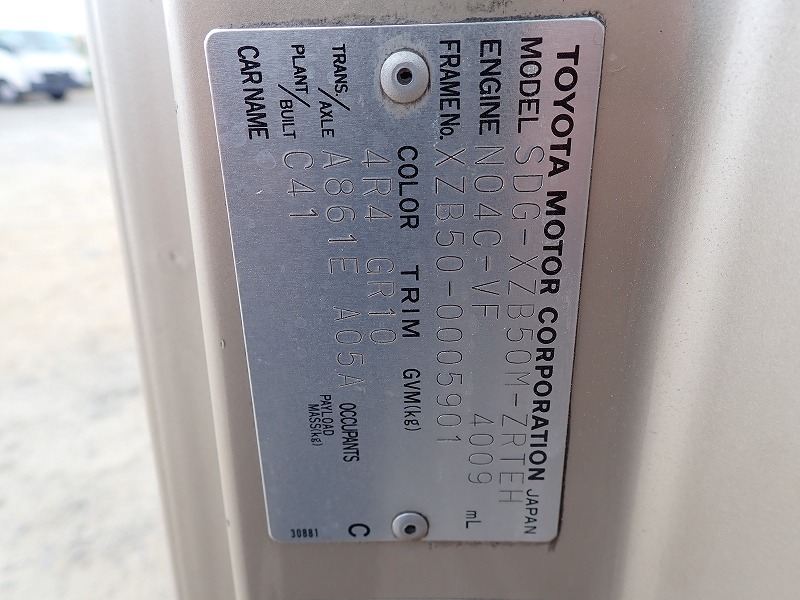 TOYOTA MOTOR CORPORATION JAPAN
MODEL SDG-XZB50M-ZRTEH
ENGINE N04C-VF 4009 mL
FRAME No. XZB50-0005901
COLOR TRIM GVM(kg)
4R4 GR10
TRANS./AXLE A861E A05A OCCUPANTS
PLANT/BUILT C41 PAYLOAD MASS(kg)
CAR NAME
C
30881